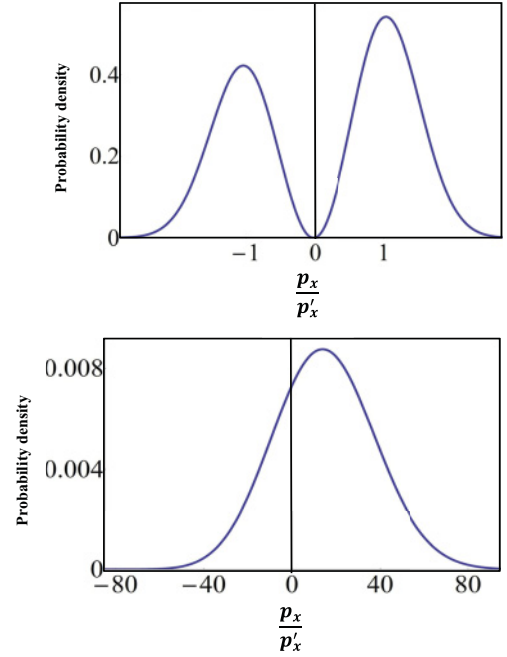 Probability density
0.4
0.2
0
−1 0 1
p_x
p'_x
Probability density
0.008
0.004
0
−80 −40 0 40 80
p_x
p'_x